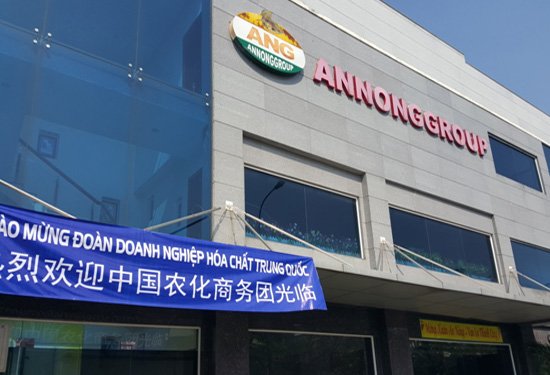 ANG
ANNONGGROUP
ANNONGGROUP
ÀO MỪNG ĐOÀN DOANH NGHIỆP HÓA CHẤT TRUNG QUỐC
烈欢迎中国农化商务团光临